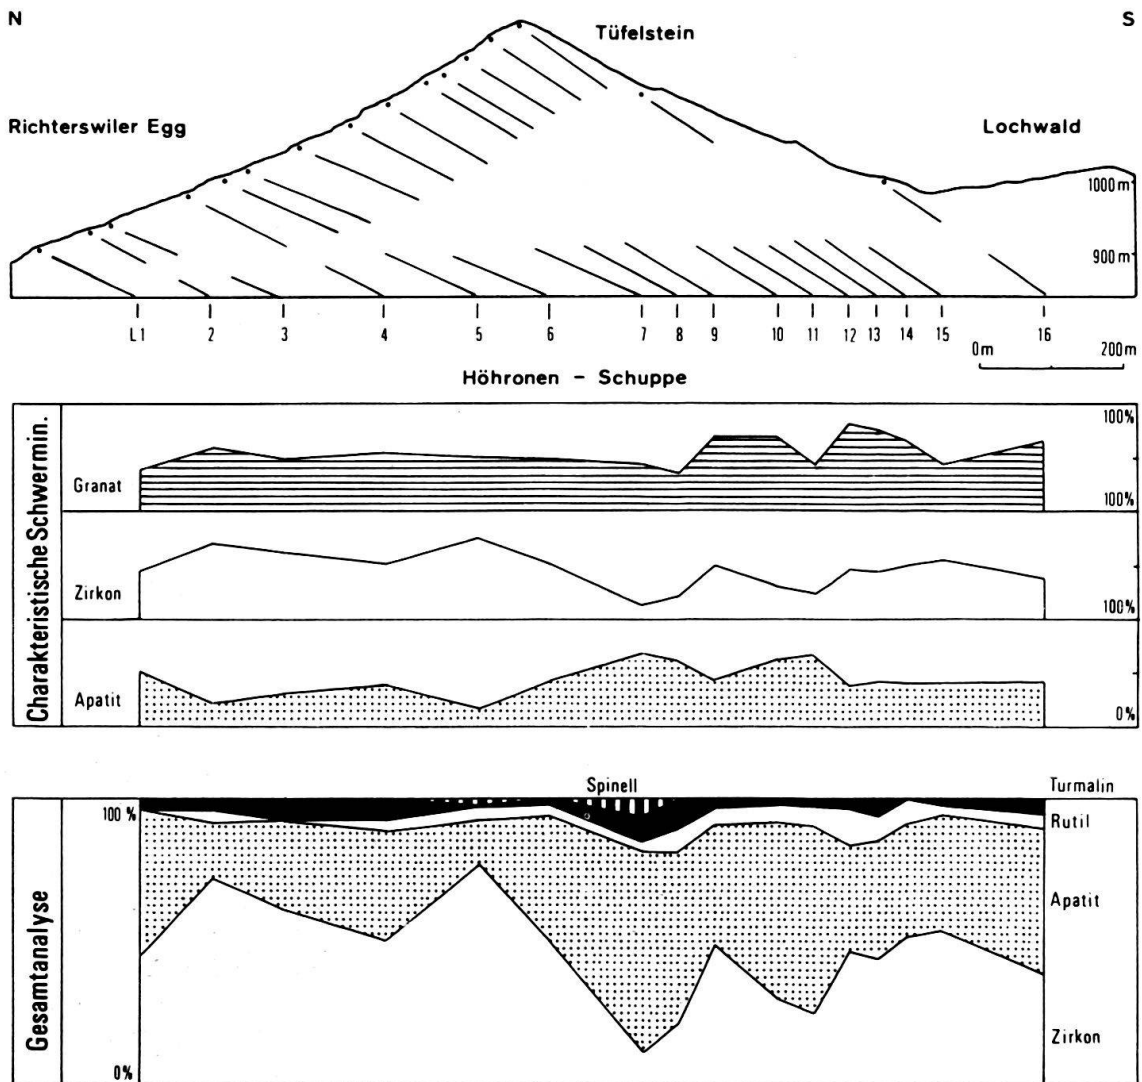 N
S
Tüfelstein
Richterswiler Egg
Lochwald
1000 m
900 m
L 1 2 3 4 5 6 7 8 9 10 11 12 13 14 15 16
0m 200 m
Höhronen - Schuppe
Charakteristische Schwermin.
100%
Granat
100%
Zirkon
100%
Apatit
0%
Spinell
Turmalin
Gesamtanalyse
100 %
Rutil
Apatit
Zirkon
0%